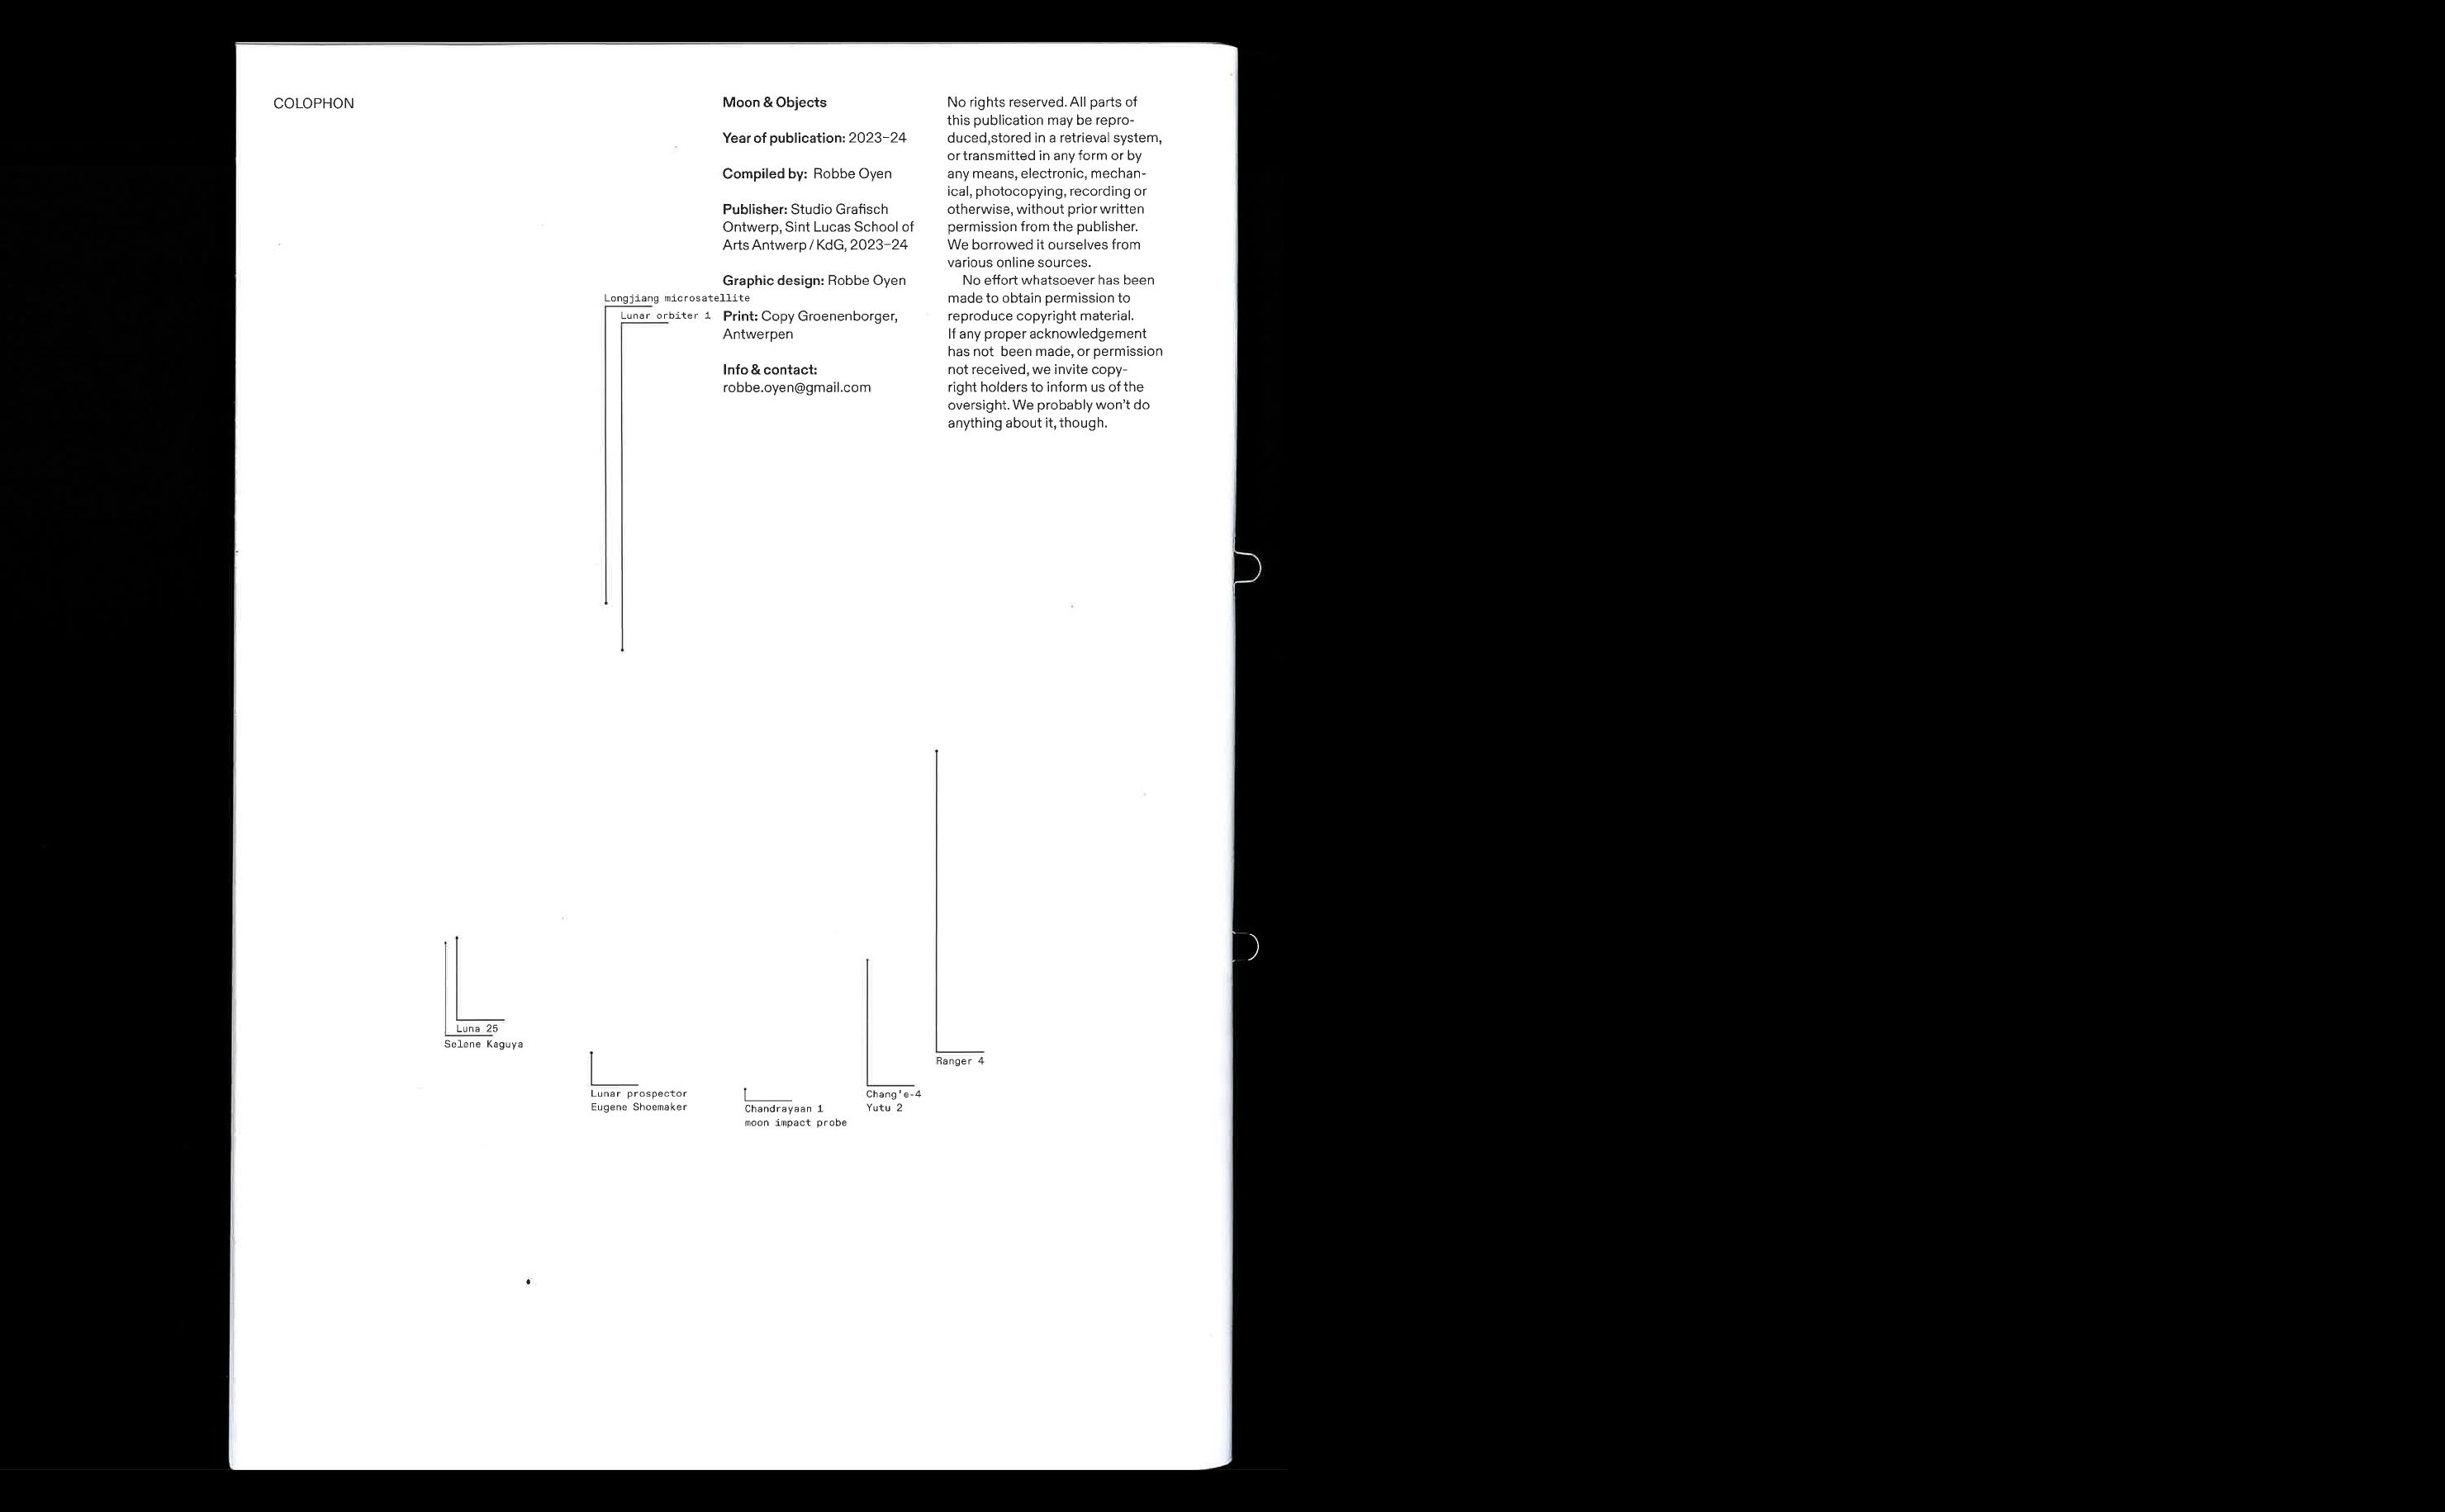 COLOPHON
Moon & Objects
Year of publication: 2023–24
Compiled by:  Robbe Oyen
Publisher: Studio Grafisch
Ontwerp, Sint Lucas School of
Arts Antwerp / KdG, 2023–24
Graphic design: Robbe Oyen
Print: Copy Groenenborger,
Antwerpen
Info & contact:
robbe.oyen@gmail.com
No rights reserved. All parts of
this publication may be repro-
duced,stored in a retrieval system,
or transmitted in any form or by
any means, electronic, mechan-
ical, photocopying, recording or
otherwise, without prior written
permission from the publisher.
We borrowed it ourselves from
various online sources.
No effort whatsoever has been
made to obtain permission to
reproduce copyright material.
If any proper acknowledgement
has not  been made, or permission
not received, we invite copy-
right holders to inform us of the
oversight. We probably won't do
anything about it, though.
Longjiang microsatellite
Lunar orbiter 1
Luna 25
Selene Kaguya
Lunar prospector
Eugene Shoemaker
Chandrayaan 1
moon impact probe
Chang'e-4
Yutu 2
Ranger 4